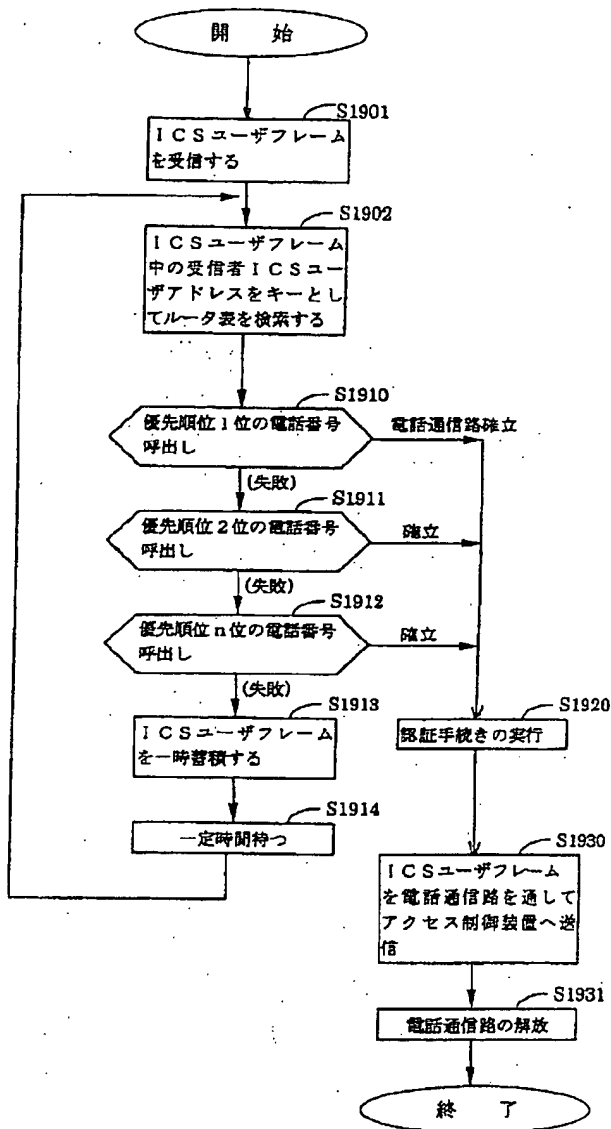 開 始
S1901
ICSユーザフレーム
を受信する
S1902
ICSユーザフレーム
中の受信者ICSユー
ザアドレスをキーとし
てルータ表を検索する
S1910
優先順位1位の電話番号
呼出し
電話通信路確立
(失敗)
S1911
優先順位2位の電話番号
呼出し
確立
(失敗)
S1912
優先順位n位の電話番号
呼出し
確立
(失敗)
S1913
ICSユーザフレーム
を一時蓄積する
S1914
一定時間待つ
S1920
認証手続きの実行
S1930
ICSユーザフレーム
を電話通信路を通して
アクセス制御装置へ送
信
S1931
電話通信路の解放
終 了